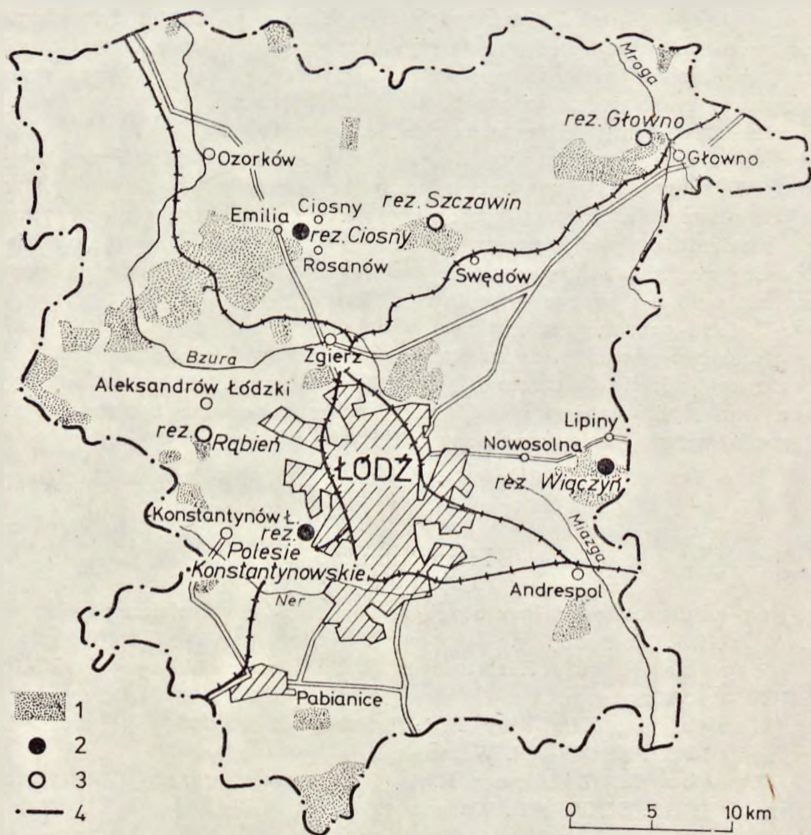 Mroga
rez. Głowno
Głowno
Ozorków
Ciosny
rez. Szczawin
Emilia
rez. Ciosny
Rosanów
Swędów
Bzura
Zgierz
Aleksandrów Łódzki
rez.
Rąbień
ŁÓDŹ
Lipiny
Nowosolna
rez. Wiączyń
Konstantynów Ł.
rez.
Polesie
Konstantynowskie
Miazga
Andrespol
Ner
Pabianice
1
2
3
4
0 5 10 km